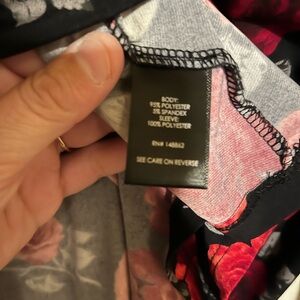 BODY:
95% POLYESTER
5% SPANDEX
SLEEVE:
100% POLYESTER
RN# 148862
SEE CARE ON REVERSE